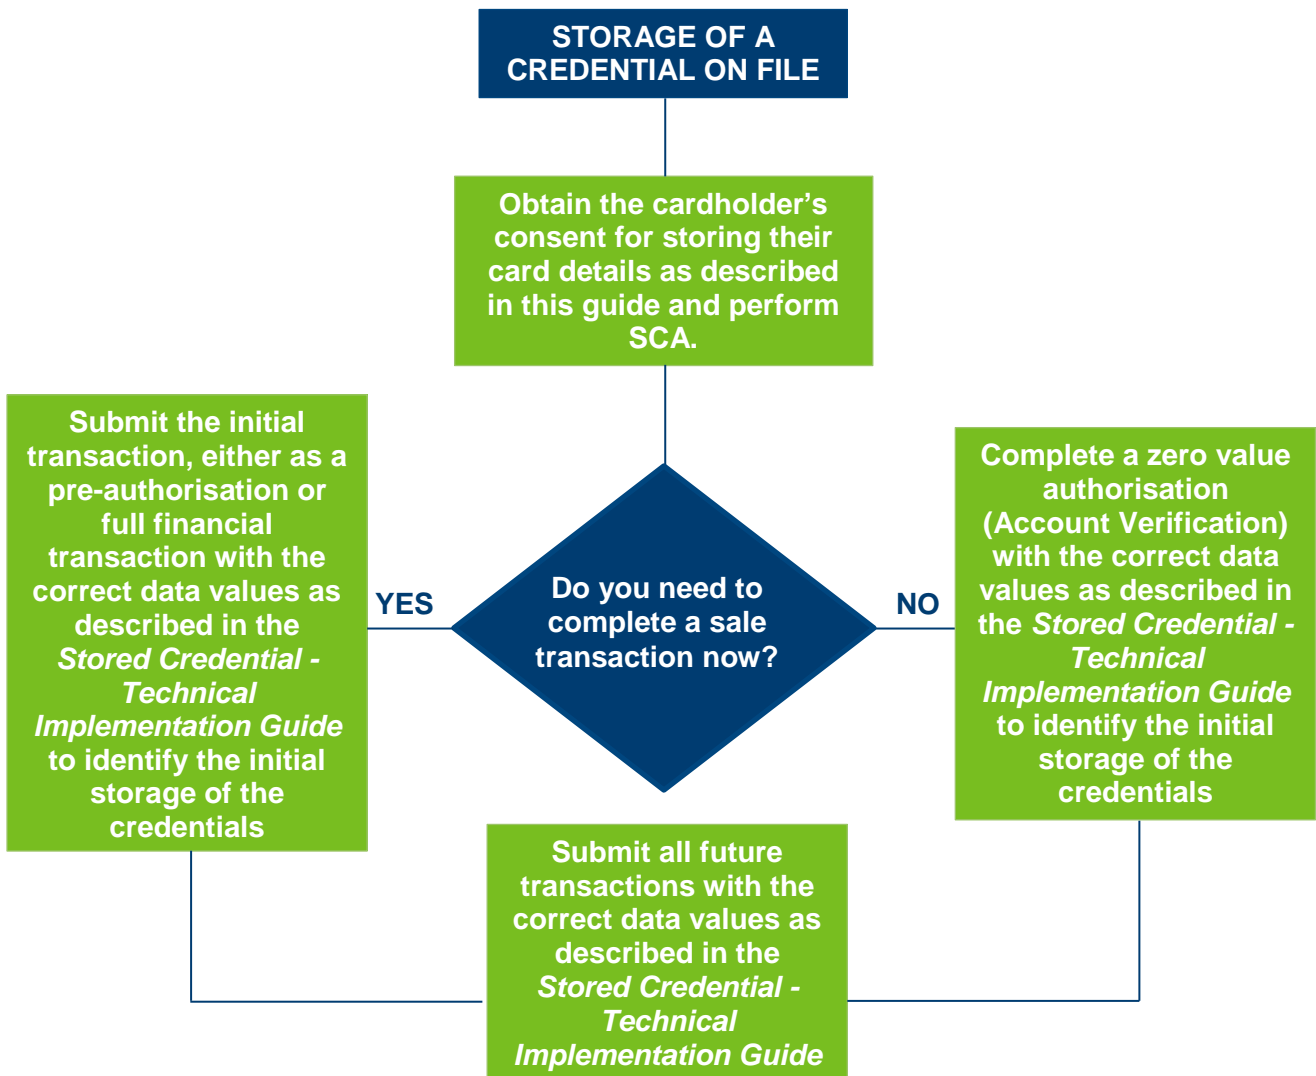 STORAGE OF A
CREDENTIAL ON FILE
Obtain the cardholder’s
consent for storing their
card details as described
in this guide and perform
SCA.
Submit the initial
transaction, either as a
pre-authorisation or
full financial
transaction with the
correct data values as
described in the
Stored Credential -
Technical
Implementation Guide
to identify the initial
storage of the
credentials
YES
Do you need to
complete a sale
transaction now?
NO
Complete a zero value
authorisation
(Account Verification)
with the correct data
values as described in
the Stored Credential -
Technical
Implementation Guide
to identify the initial
storage of the
credentials
Submit all future
transactions with the
correct data values as
described in the
Stored Credential -
Technical
Implementation Guide